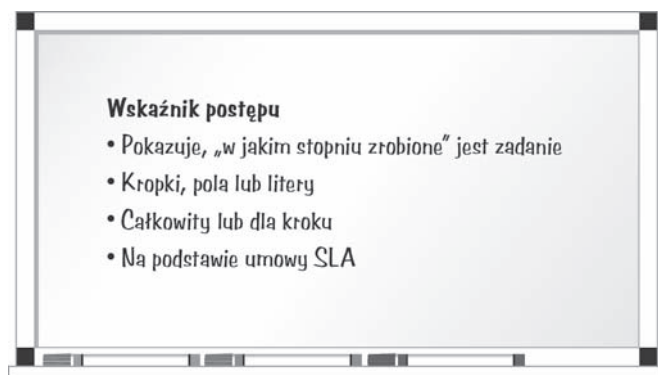 Wskaźnik postępu
• Pokazuje, „w jakim stopniu zrobione” jest zadanie
• Kropki, pola lub litery
• Całkowity lub dla kroku
• Na podstawie umowy SLA